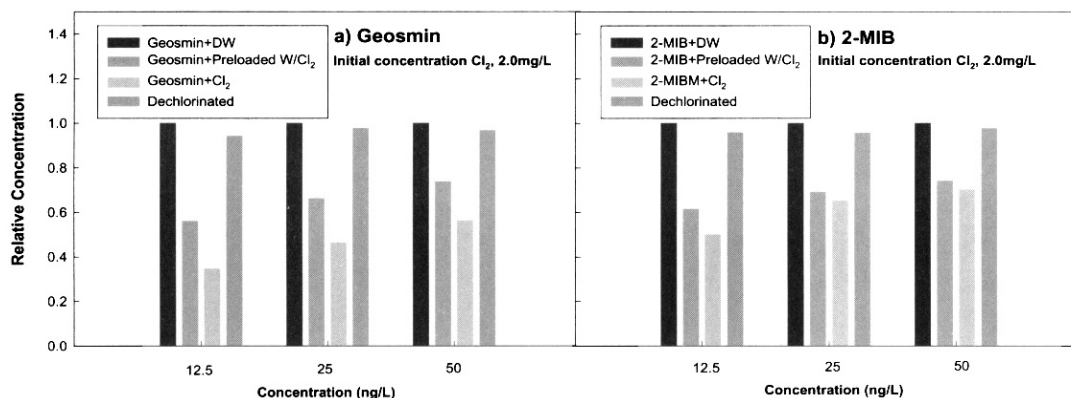 1.4
1.2
1.0
0.8
0.6
0.4
0.2
0.0
Relative Concentration
Geosmin+DW
Geosmin+Preloaded W/Cl₂
Geosmin+Cl₂
Dechlorinated
a) Geosmin
Initial concentration Cl₂, 2.0mg/L
12.5 25 50
Concentration (ng/L)
2-MIB+DW
2-MIB+Preloaded W/Cl₂
2-MIBM+Cl₂
Dechlorinated
b) 2-MIB
Initial concentration Cl₂, 2.0mg/L
12.5 25 50
Concentration (ng/L)